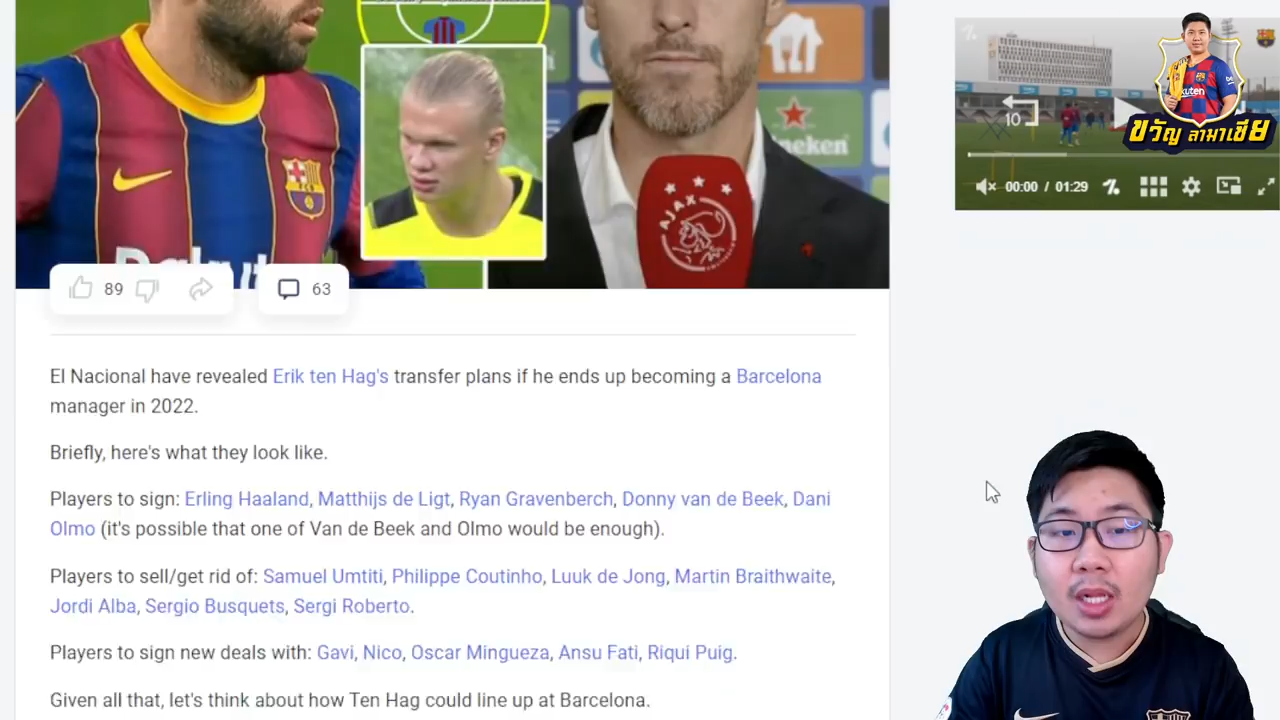 Heineken
AJAX
10
00:00 / 01:29
Rakuten
ขวัญ ลามาเซีย
89
63
El Nacional have revealed Erik ten Hag's transfer plans if he ends up becoming a Barcelona
manager in 2022.
Briefly, here's what they look like.
Players to sign: Erling Haaland, Matthijs de Ligt, Ryan Gravenberch, Donny van de Beek, Dani
Olmo (it's possible that one of Van de Beek and Olmo would be enough).
Players to sell/get rid of: Samuel Umtiti, Philippe Coutinho, Luuk de Jong, Martin Braithwaite,
Jordi Alba, Sergio Busquets, Sergi Roberto.
Players to sign new deals with: Gavi, Nico, Oscar Mingueza, Ansu Fati, Riqui Puig.
Given all that, let's think about how Ten Hag could line up at Barcelona.